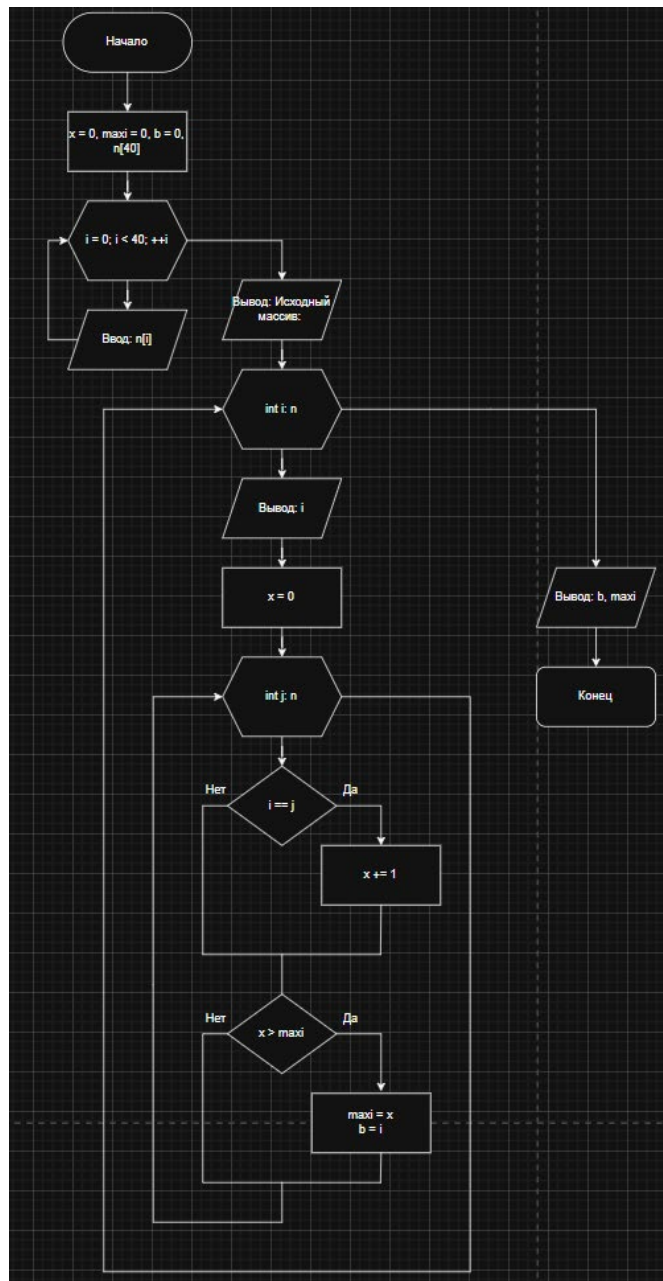 Начало
x = 0, maxi = 0, b = 0,
n[40]
i = 0; i < 40; ++i
Ввод: n[i]
Вывод: Исходный
массив:
int i: n
Вывод: i
x = 0
Вывод: b, maxi
int j: n
Конец
Нет
Да
i == j
x += 1
Нет
Да
x > maxi
maxi = x
b = i